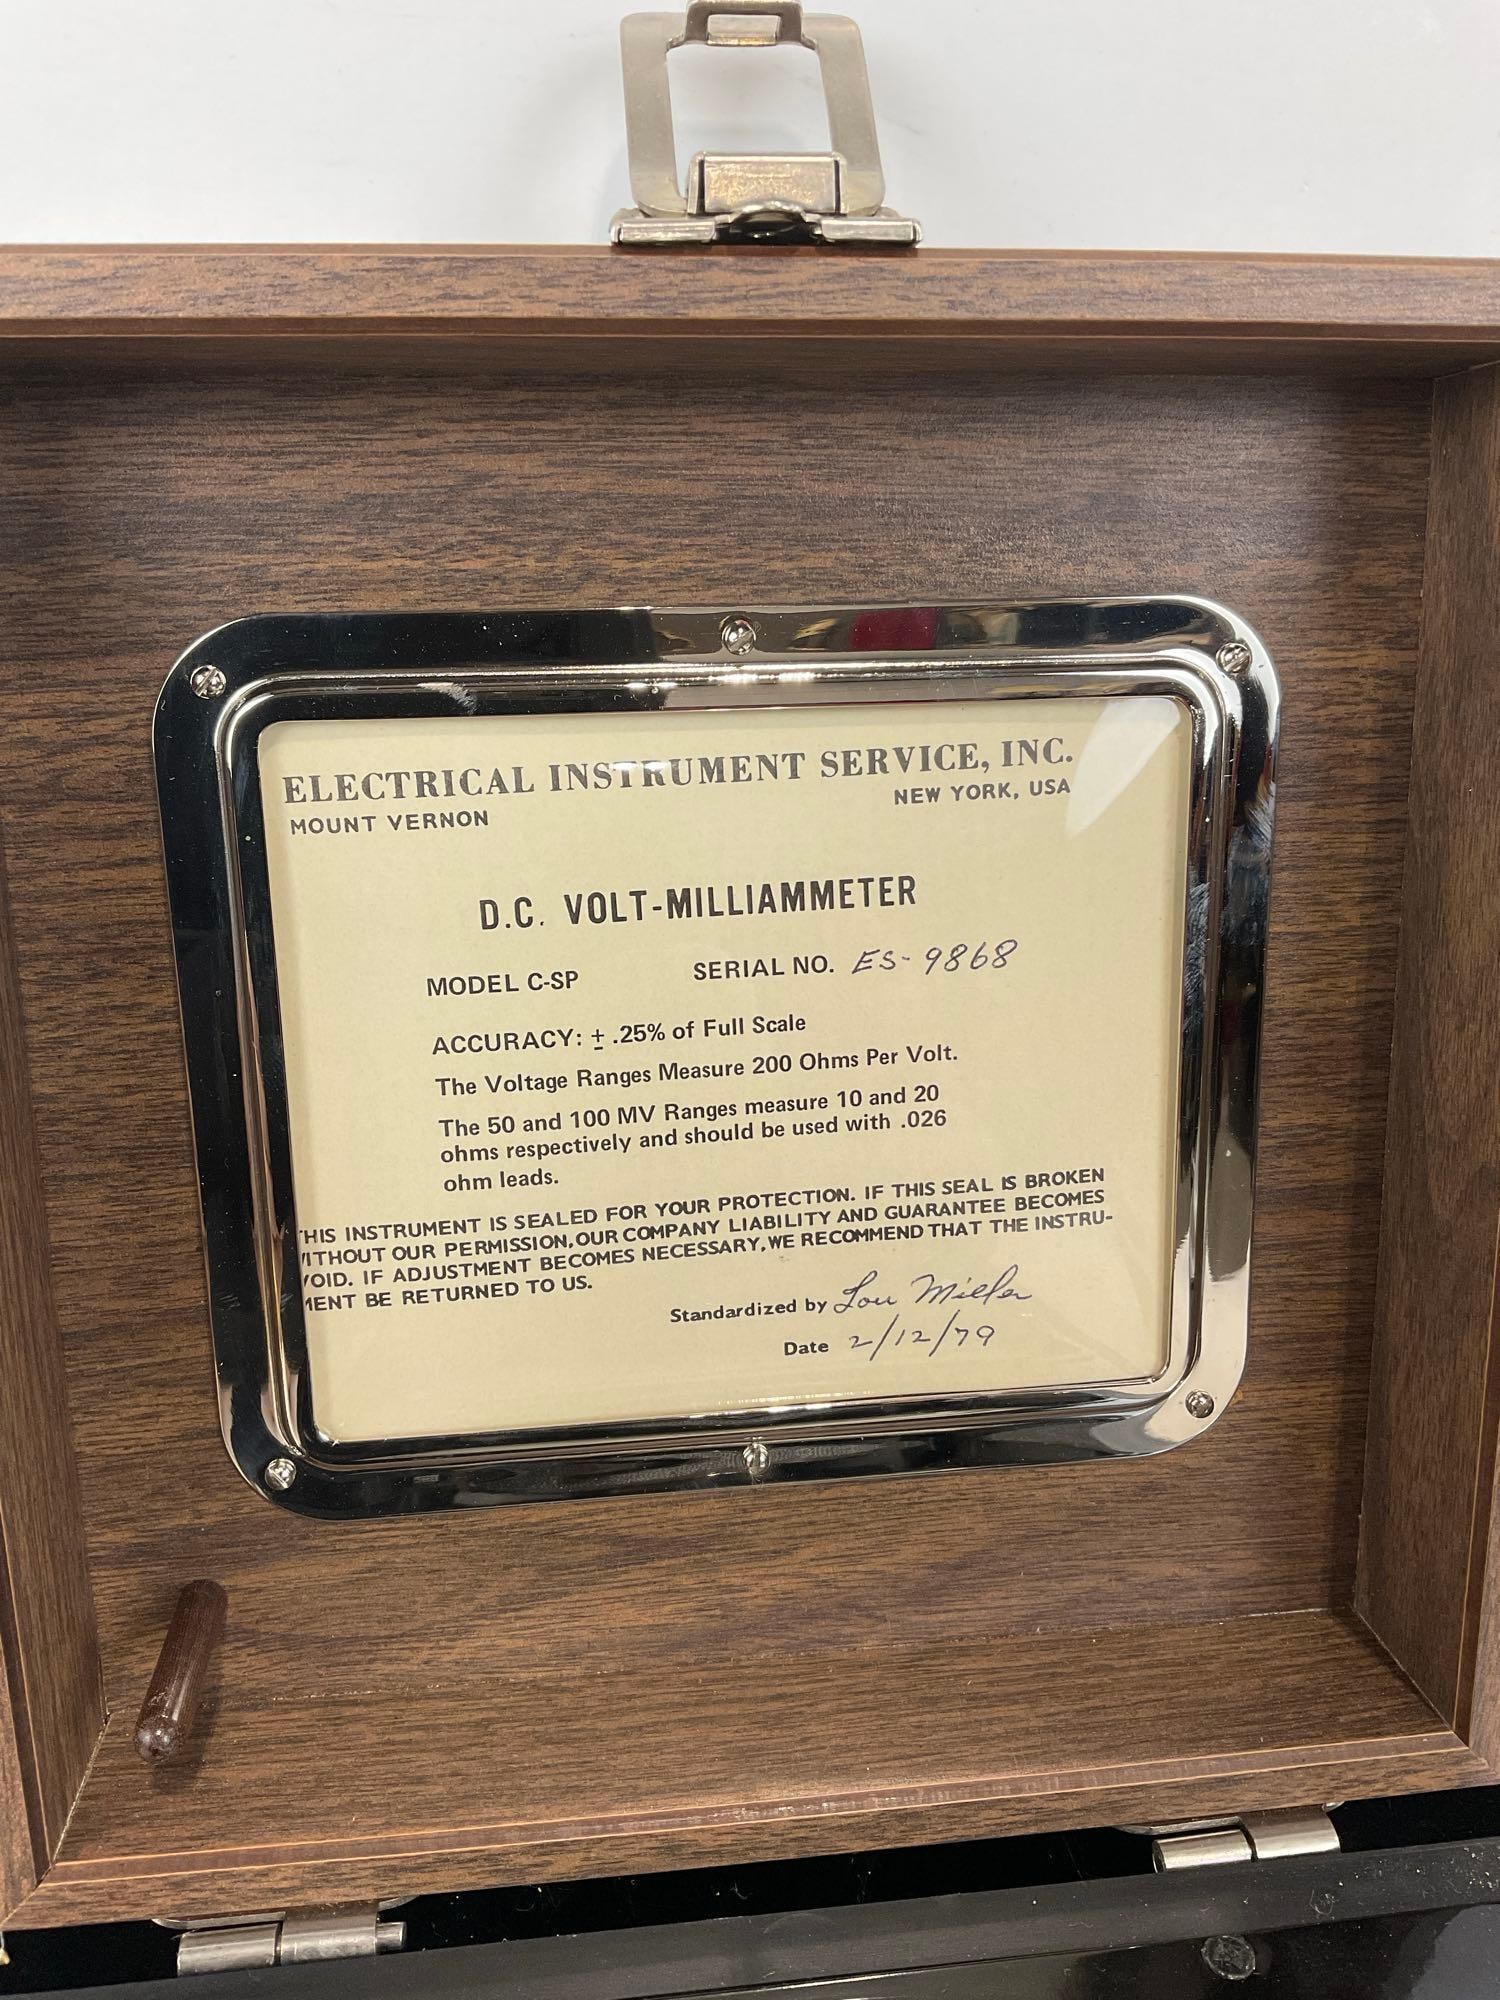 ELECTRICAL INSTRUMENT SERVICE, INC.
MOUNT VERNON NEW YORK, USA
D.C. VOLT-MILLIAMMETER
MODEL C-SP SERIAL NO. ES-9868
ACCURACY: ± .25% of Full Scale
The Voltage Ranges Measure 200 Ohms Per Volt.
The 50 and 100 MV Ranges measure 10 and 20
ohms respectively and should be used with .026
ohm leads.
THIS INSTRUMENT IS SEALED FOR YOUR PROTECTION. IF THIS SEAL IS BROKEN
WITHOUT OUR PERMISSION, OUR COMPANY LIABILITY AND GUARANTEE BECOMES
VOID. IF ADJUSTMENT BECOMES NECESSARY, WE RECOMMEND THAT THE INSTRU-
MENT BE RETURNED TO US.
Standardized by Lou Miller
Date 2/12/79